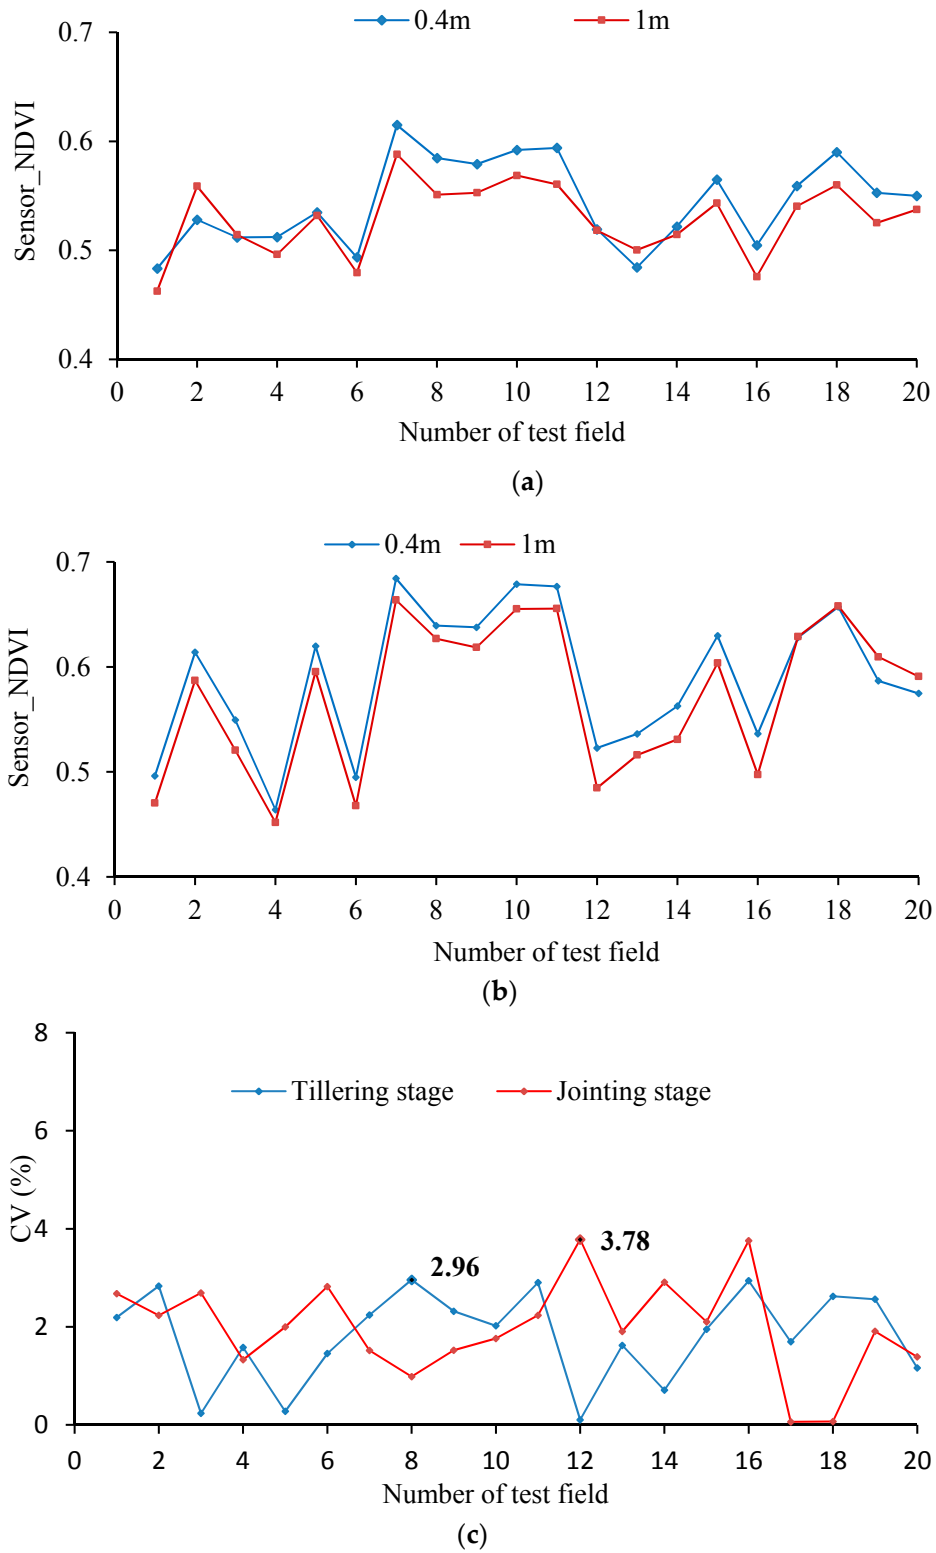 0.4m 1m
0.7
0.6
0.5
0.4
Sensor_NDVI
0 2 4 6 8 10 12 14 16 18 20
Number of test field
(a)
0.4m 1m
0.7
0.6
0.5
0.4
Sensor_NDVI
0 2 4 6 8 10 12 14 16 18 20
Number of test field
(b)
8
6
4
2
0
CV (%)
Tillering stage Jointing stage
2.96
3.78
0 2 4 6 8 10 12 14 16 18 20
Number of test field
(c)